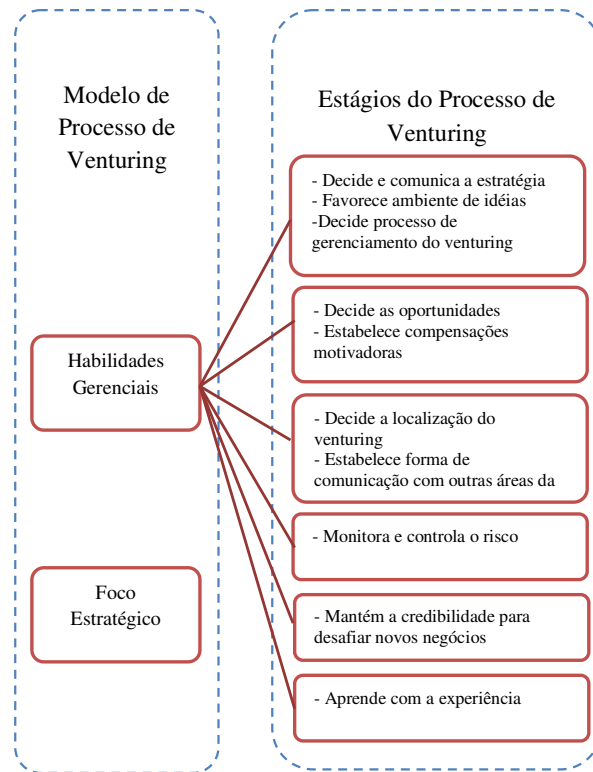 Modelo de
Processo de
Venturing
Habilidades
Gerenciais
Foco
Estratégico
Estágios do Processo de
Venturing
- Decide e comunica a estratégia
- Favorece ambiente de idéias
-Decide processo de
gerenciamento do venturing
- Decide as oportunidades
- Estabelece compensações
motivadoras
- Decide a localização do
venturing
- Estabelece forma de
comunicação com outras áreas da
- Monitora e controla o risco
- Mantém a credibilidade para
desafiar novos negócios
- Aprende com a experiência